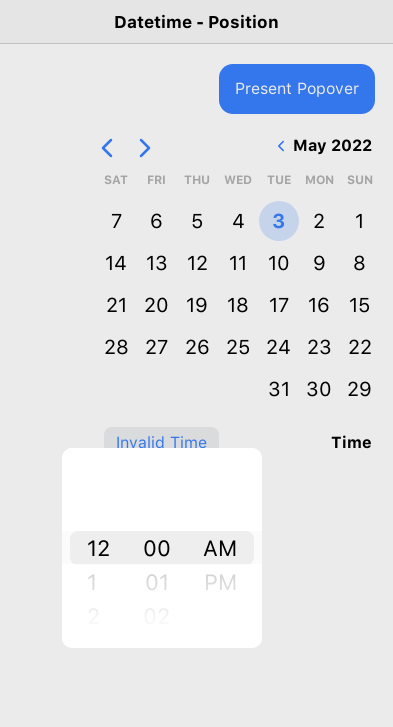 Datetime - Position
Present Popover
May 2022
SAT FRI THU WED TUE MON SUN
7 6 5 4 3 2 1
14 13 12 11 10 9 8
21 20 19 18 17 16 15
28 27 26 25 24 23 22
31 30 29
Invalid Time Time
12 00 AM
1 01 PM
2 02